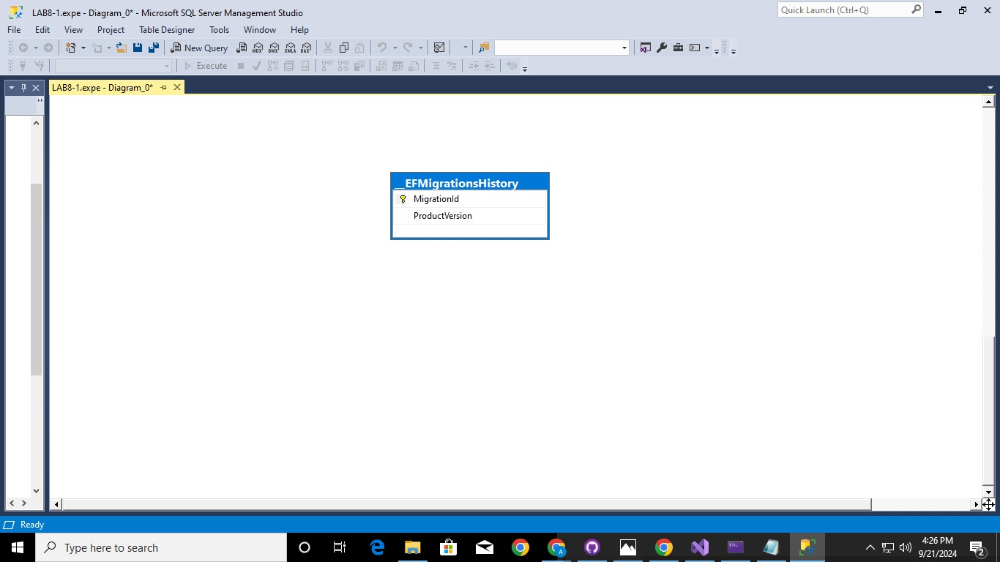 LAB8-1.expe - Diagram_0* - Microsoft SQL Server Management Studio
Quick Launch (Ctrl+Q)
File Edit View Project Table Designer Tools Window Help
New Query MDX DMX XMLA DAX
Execute
LAB8-1.expe - Diagram_0*
__EFMigrationsHistory
MigrationId
ProductVersion
Ready
Type here to search
A
4:26 PM
9/21/2024
2